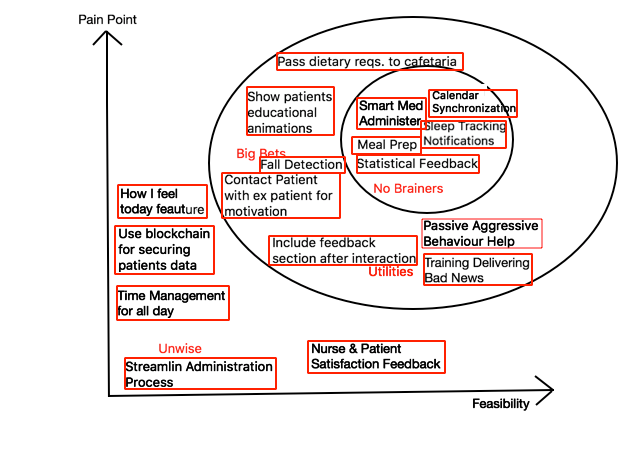 Pain Point
Pass dietary reqs. to cafetaria
Show patients
educational
animations
Smart Med
Administer
Calendar
Synchronization
Sleep Tracking
Notifications
Meal Prep
Big Bets
Fall Detection
Statistical Feedback
Contact Patient
with ex patient for
motivation
No Brainers
How I feel
today feauture
Use blockchain
for securing
patients data
Passive Aggressive
Behaviour Help
Include feedback
section after interaction
Utilities
Training Delivering
Bad News
Time Management
for all day
Unwise
Streamlin Administration
Process
Nurse & Patient
Satisfaction Feedback
Feasibility